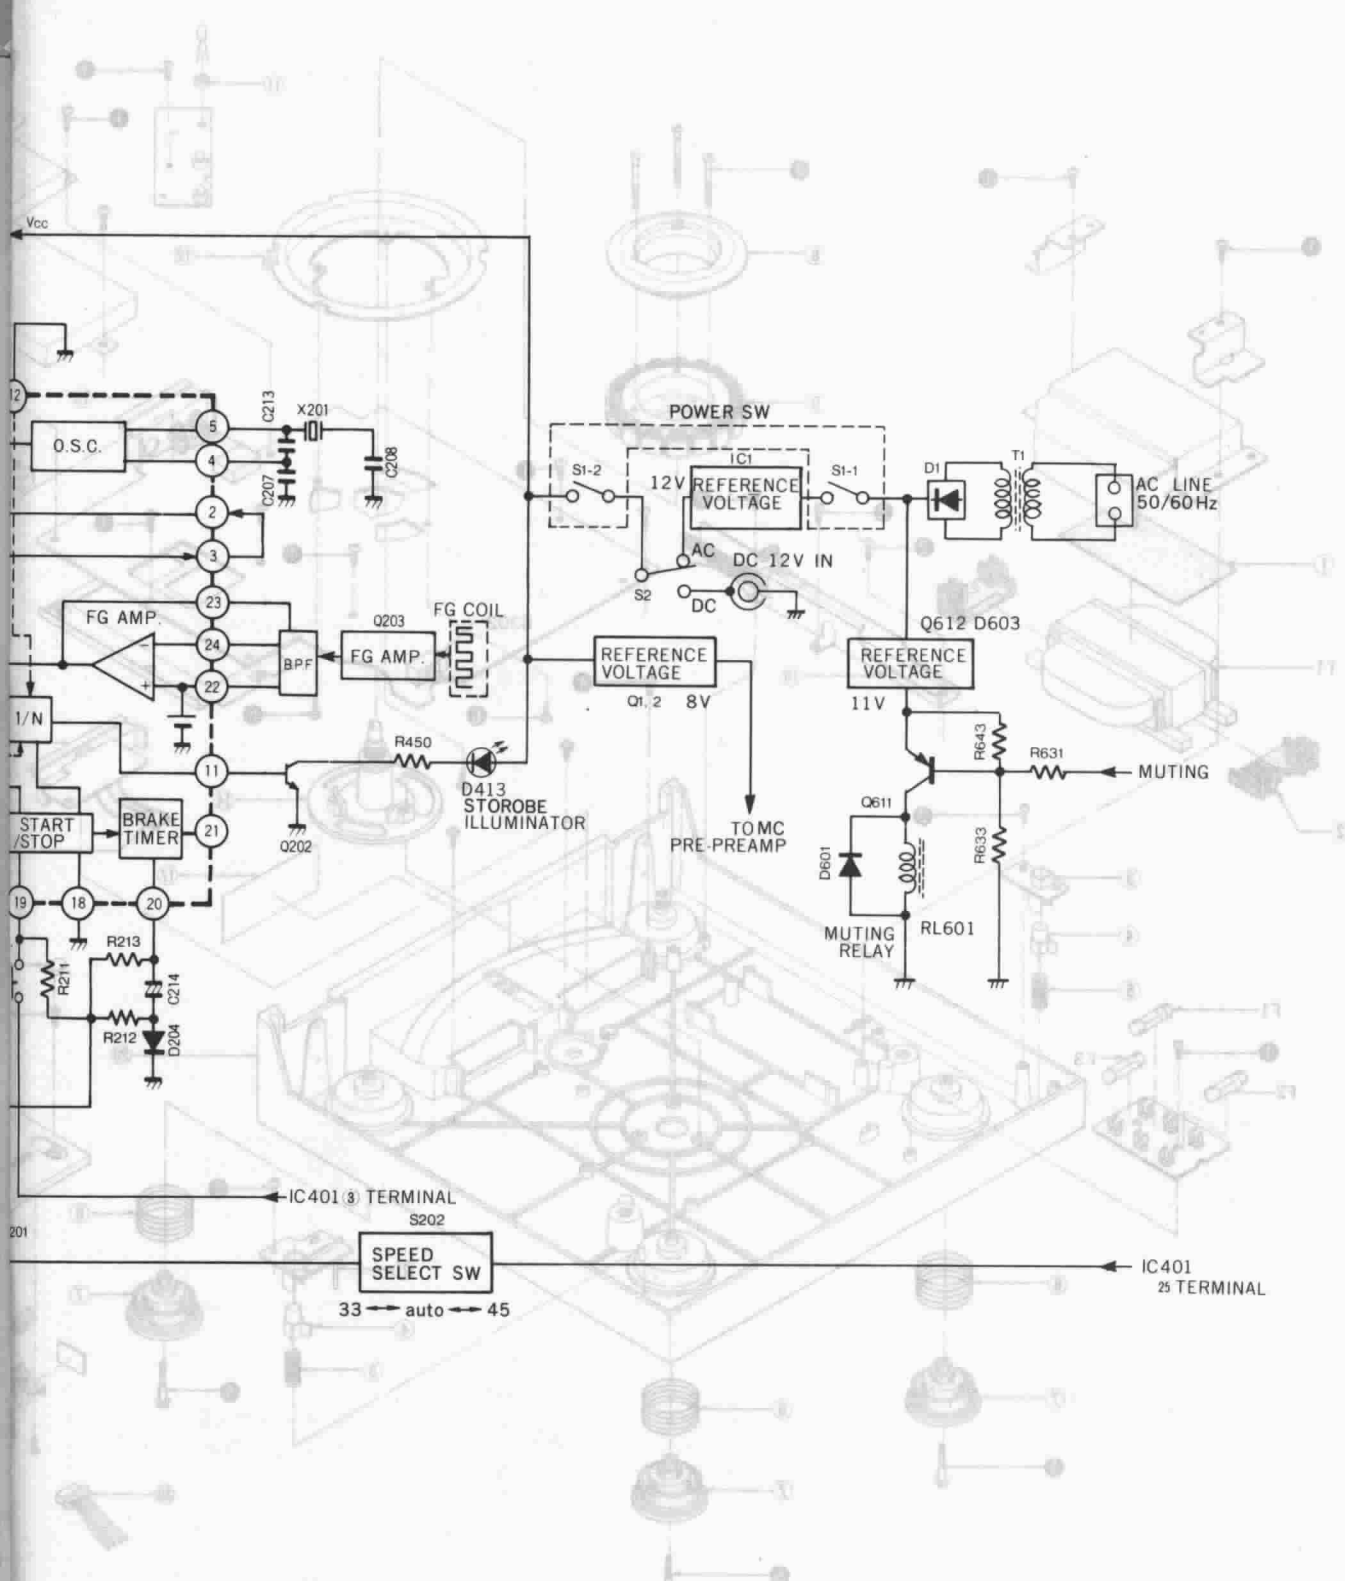 Vcc
12
O.S.C.
5
4
2
3
23
24
22
C213
X201
C207
C208
POWER SW
S1-2
12V
IC1
REFERENCE
VOLTAGE
S1-1
D1
T1
AC LINE
50/60Hz
AC
S2
DC
DC 12V IN
FG AMP.
B.P.F
Q203
FG AMP.
FG COIL
REFERENCE
VOLTAGE
Q1, 2
8V
Q612 D603
REFERENCE
VOLTAGE
11V
1/N
11
R450
D413
STOROBE
ILLUMINATOR
Q202
TO MC
PRE-PREAMP
R643
R631
MUTING
Q611
D601
R633
MUTING
RELAY
RL601
START
/STOP
BRAKE
TIMER
21
19
18
20
R213
R211
C214
R212
D204
IC401 ③ TERMINAL
201
S202
SPEED
SELECT SW
33 ↔ auto ↔ 45
IC401
25 TERMINAL